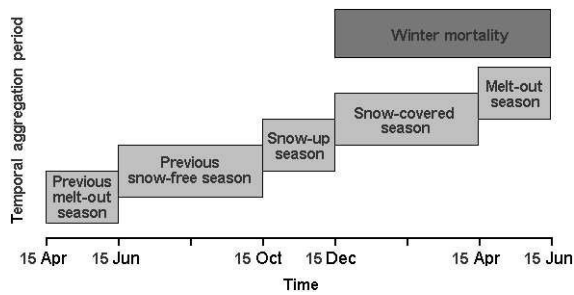 Winter mortality
Melt-out
season
Snow-covered
season
Snow-up
season
Previous
snow-free season
Previous
melt-out
season
Temporal aggregation period
15 Apr 15 Jun 15 Oct 15 Dec 15 Apr 15 Jun
Time